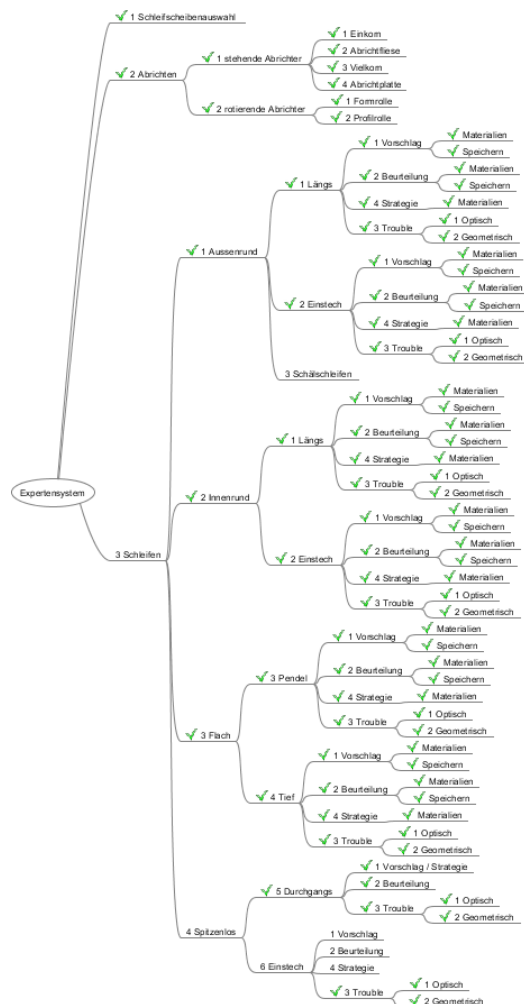 1 Schleifscheibenauswahl
1 Einkorn
2 Abrichtfliese
1 stehende Abrichter
3 Vielkorn
2 Abrichten
4 Abrichtplatte
1 Formrolle
2 rotierende Abrichter
2 Profilrolle
Materialien
1 Vorschlag
Speichern
Materialien
2 Beurteilung
1 Längs
Speichern
4 Strategie
Materialien
1 Optisch
3 Trouble
2 Geometrisch
1 Aussenrund
Materialien
1 Vorschlag
Speichern
Materialien
2 Beurteilung
2 Einstech
Speichern
4 Strategie
Materialien
1 Optisch
3 Trouble
2 Geometrisch
3 Schälschleifen
Materialien
1 Vorschlag
Speichern
Materialien
2 Beurteilung
1 Längs
Speichern
4 Strategie
Materialien
1 Optisch
3 Trouble
2 Geometrisch
Expertensystem
2 Innenrund
Materialien
1 Vorschlag
Speichern
Materialien
2 Beurteilung
3 Schleifen
2 Einstech
Speichern
4 Strategie
Materialien
1 Optisch
3 Trouble
2 Geometrisch
Materialien
1 Vorschlag
Speichern
Materialien
2 Beurteilung
3 Pendel
Speichern
4 Strategie
Materialien
1 Optisch
3 Trouble
2 Geometrisch
3 Flach
Materialien
1 Vorschlag
Speichern
Materialien
2 Beurteilung
4 Tief
Speichern
4 Strategie
Materialien
1 Optisch
3 Trouble
2 Geometrisch
1 Vorschlag / Strategie
2 Beurteilung
5 Durchgangs
1 Optisch
3 Trouble
2 Geometrisch
4 Spitzenlos
1 Vorschlag
2 Beurteilung
6 Einstech
4 Strategie
1 Optisch
3 Trouble
2 Geometrisch